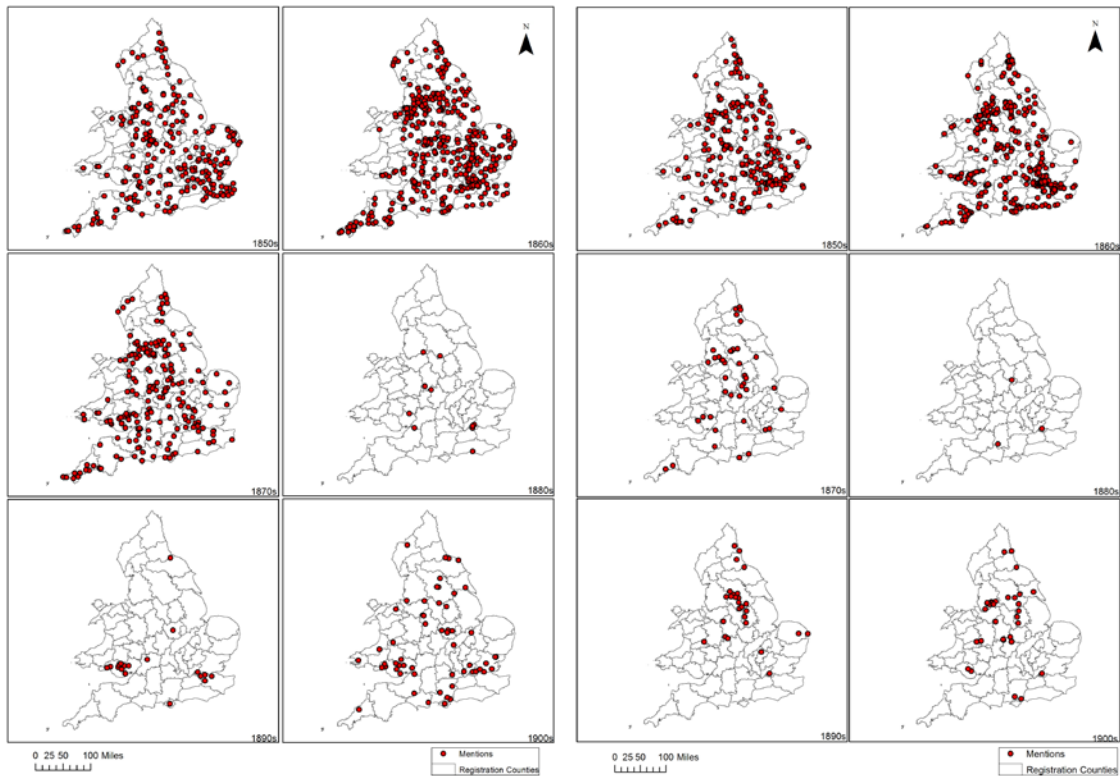 N
N
1850s
1860s
1850s
1860s
1870s
1880s
1870s
1880s
1890s
1900s
1890s
1900s
0 25 50 100 Miles
Mentions
Registration Counties
0 25 50 100 Miles
Mentions
Registration Counties